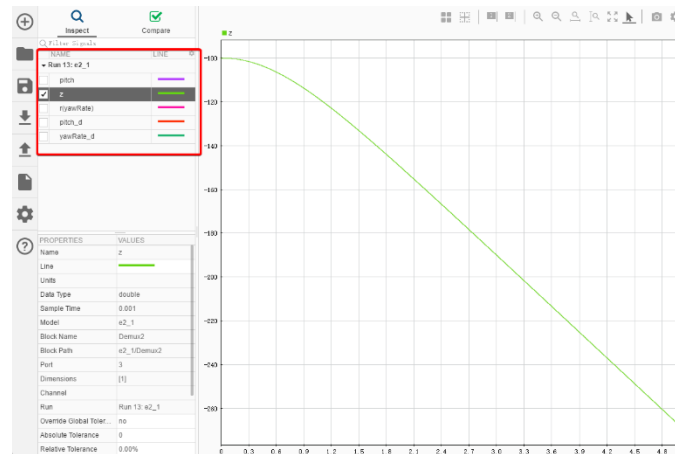 Inspect Compare
Filter Signals
NAME LINE
Run 13: e2_1
pitch
z
r(yawRate)
pitch_d
yawRate_d
PROPERTIES VALUES
Name z
Line
Units
Data Type double
Sample Time 0.001
Model e2_1
Block Name Demux2
Block Path e2_1/Demux2
Port 3
Dimensions [1]
Channel
Run Run 13: e2_1
Override Global Toler... no
Absolute Tolerance 0
Relative Tolerance 0.00%
z
-100
-120
-140
-160
-180
-200
-220
-240
-260
0 0.3 0.6 0.9 1.2 1.5 1.8 2.1 2.4 2.7 3.0 3.3 3.6 3.9 4.2 4.5 4.8